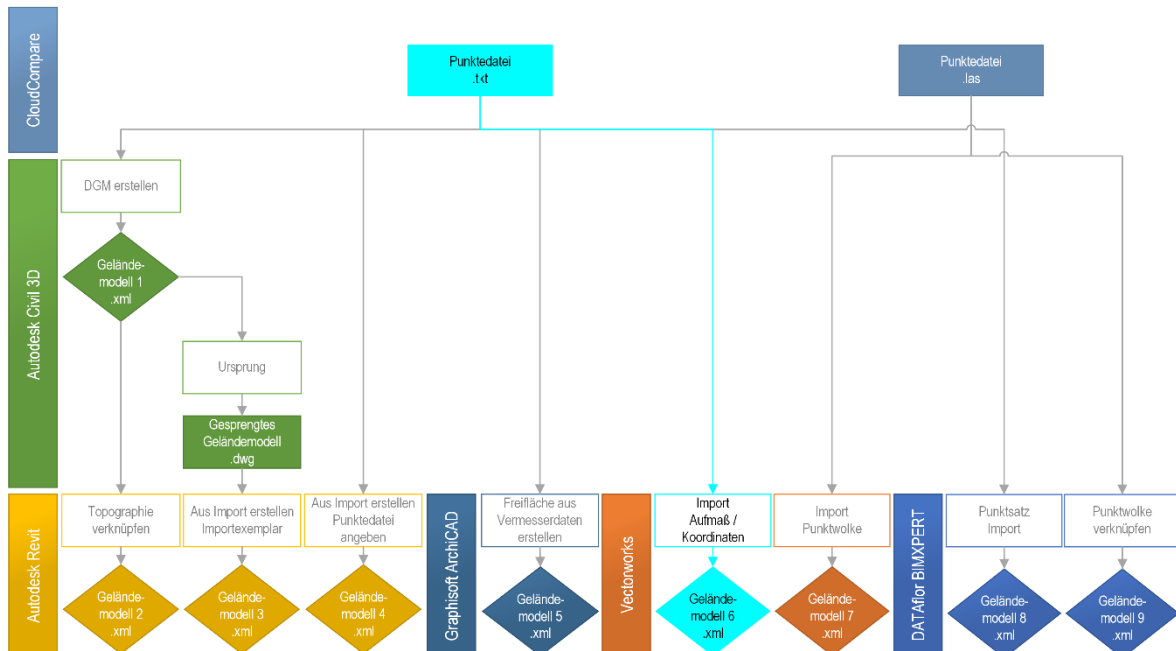 CloudCompare
Punktedatei
.txt
Punktedatei
.las
Autodesk Civil 3D
DGM erstellen
Gelände-
modell 1
.xml
Ursprung
Gesprengtes
Geländemodell
.dwg
Autodesk Revit
Topographie
verknüpfen
Aus Import erstellen
Importexemplar
Aus Import erstellen
Punktedatei
angeben
Graphisoft ArchiCAD
Freifläche aus
Vermesserdaten
erstellen
Vectorworks
Import
Aufmaß /
Koordinaten
Import
Punktwolke
DATAflor BIMXPERT
Punktsatz
Import
Punktwolke
verknüpfen
Gelände-
modell 2
.xml
Gelände-
modell 3
.xml
Gelände-
modell 4
.xml
Gelände-
modell 5
.xml
Gelände-
modell 6
.xml
Gelände-
modell 7
.xml
Gelände-
modell 8
.xml
Gelände-
modell 9
.xml